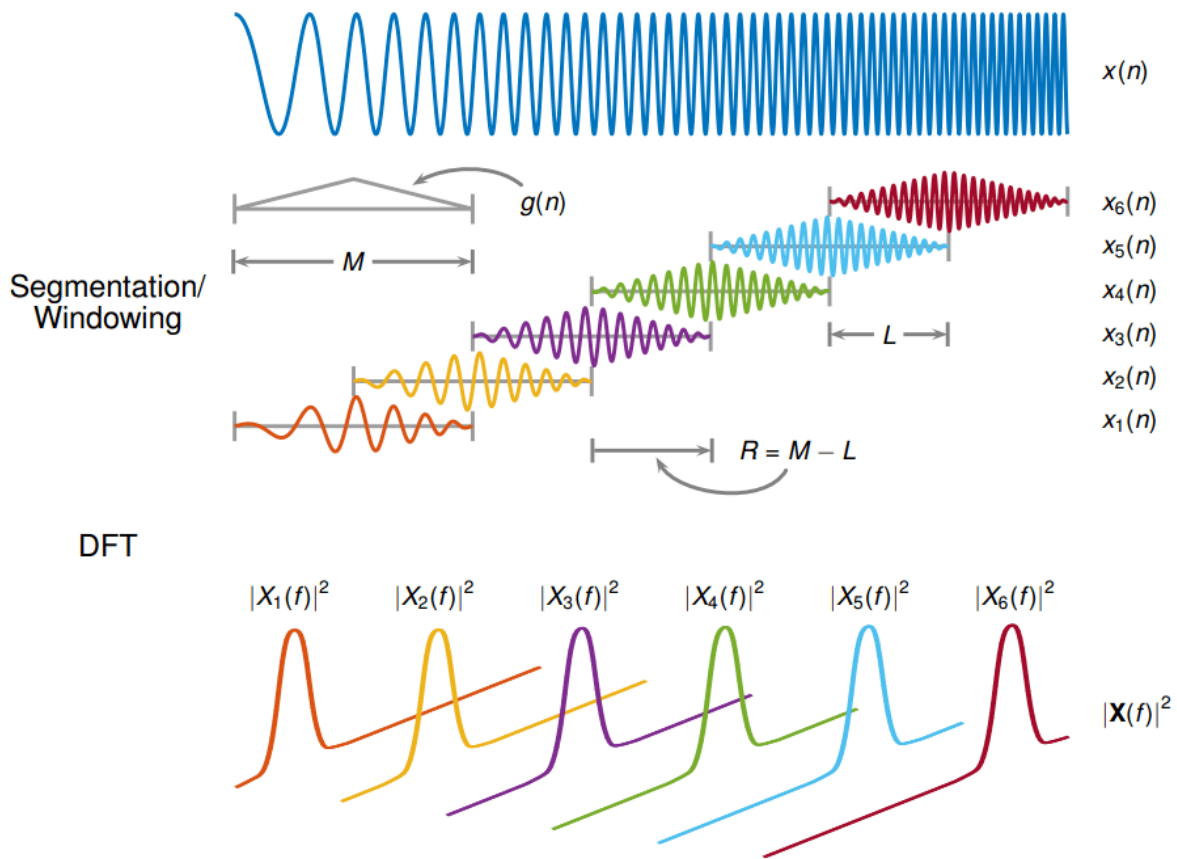 x(n)
g(n)
x₆(n)
x₅(n)
M
Segmentation/
Windowing
x₄(n)
x₃(n)
L
x₂(n)
x₁(n)
R = M − L
DFT
|X₁(f)|²
|X₂(f)|²
|X₃(f)|²
|X₄(f)|²
|X₅(f)|²
|X₆(f)|²
|𝐗(f)|²